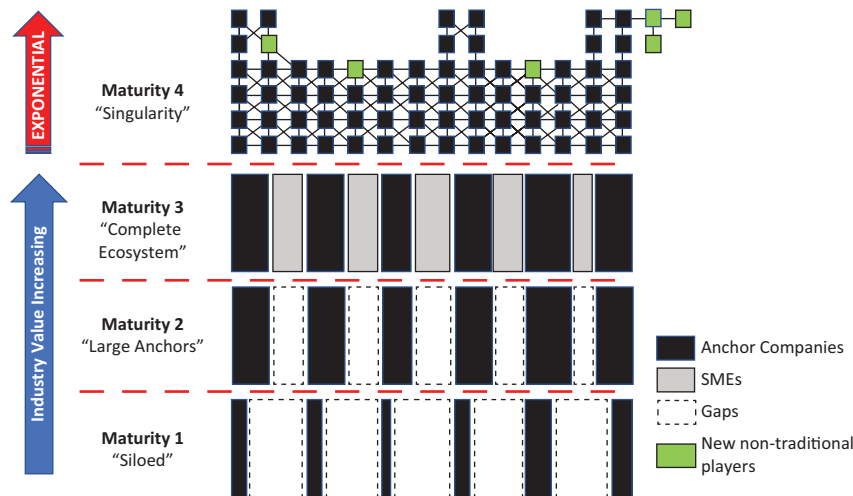 EXPONENTIAL
Maturity 4
“Singularity”
Industry Value Increasing
Maturity 3
“Complete
Ecosystem”
Maturity 2
“Large Anchors”
Maturity 1
“Siloed”
Anchor Companies
SMEs
Gaps
New non-traditional
players